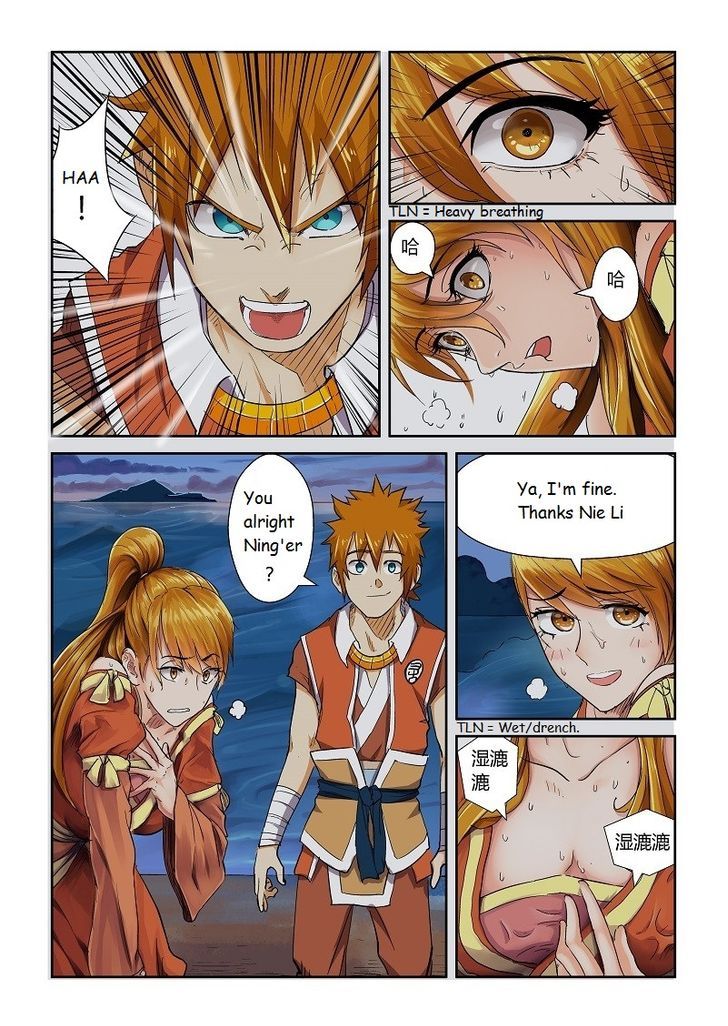 HAA
!
TLN = Heavy breathing
哈
哈
You
alright
Ning'er
?
Ya, I'm fine.
Thanks Nie Li
TLN = Wet/drench.
湿漉
漉
湿漉漉